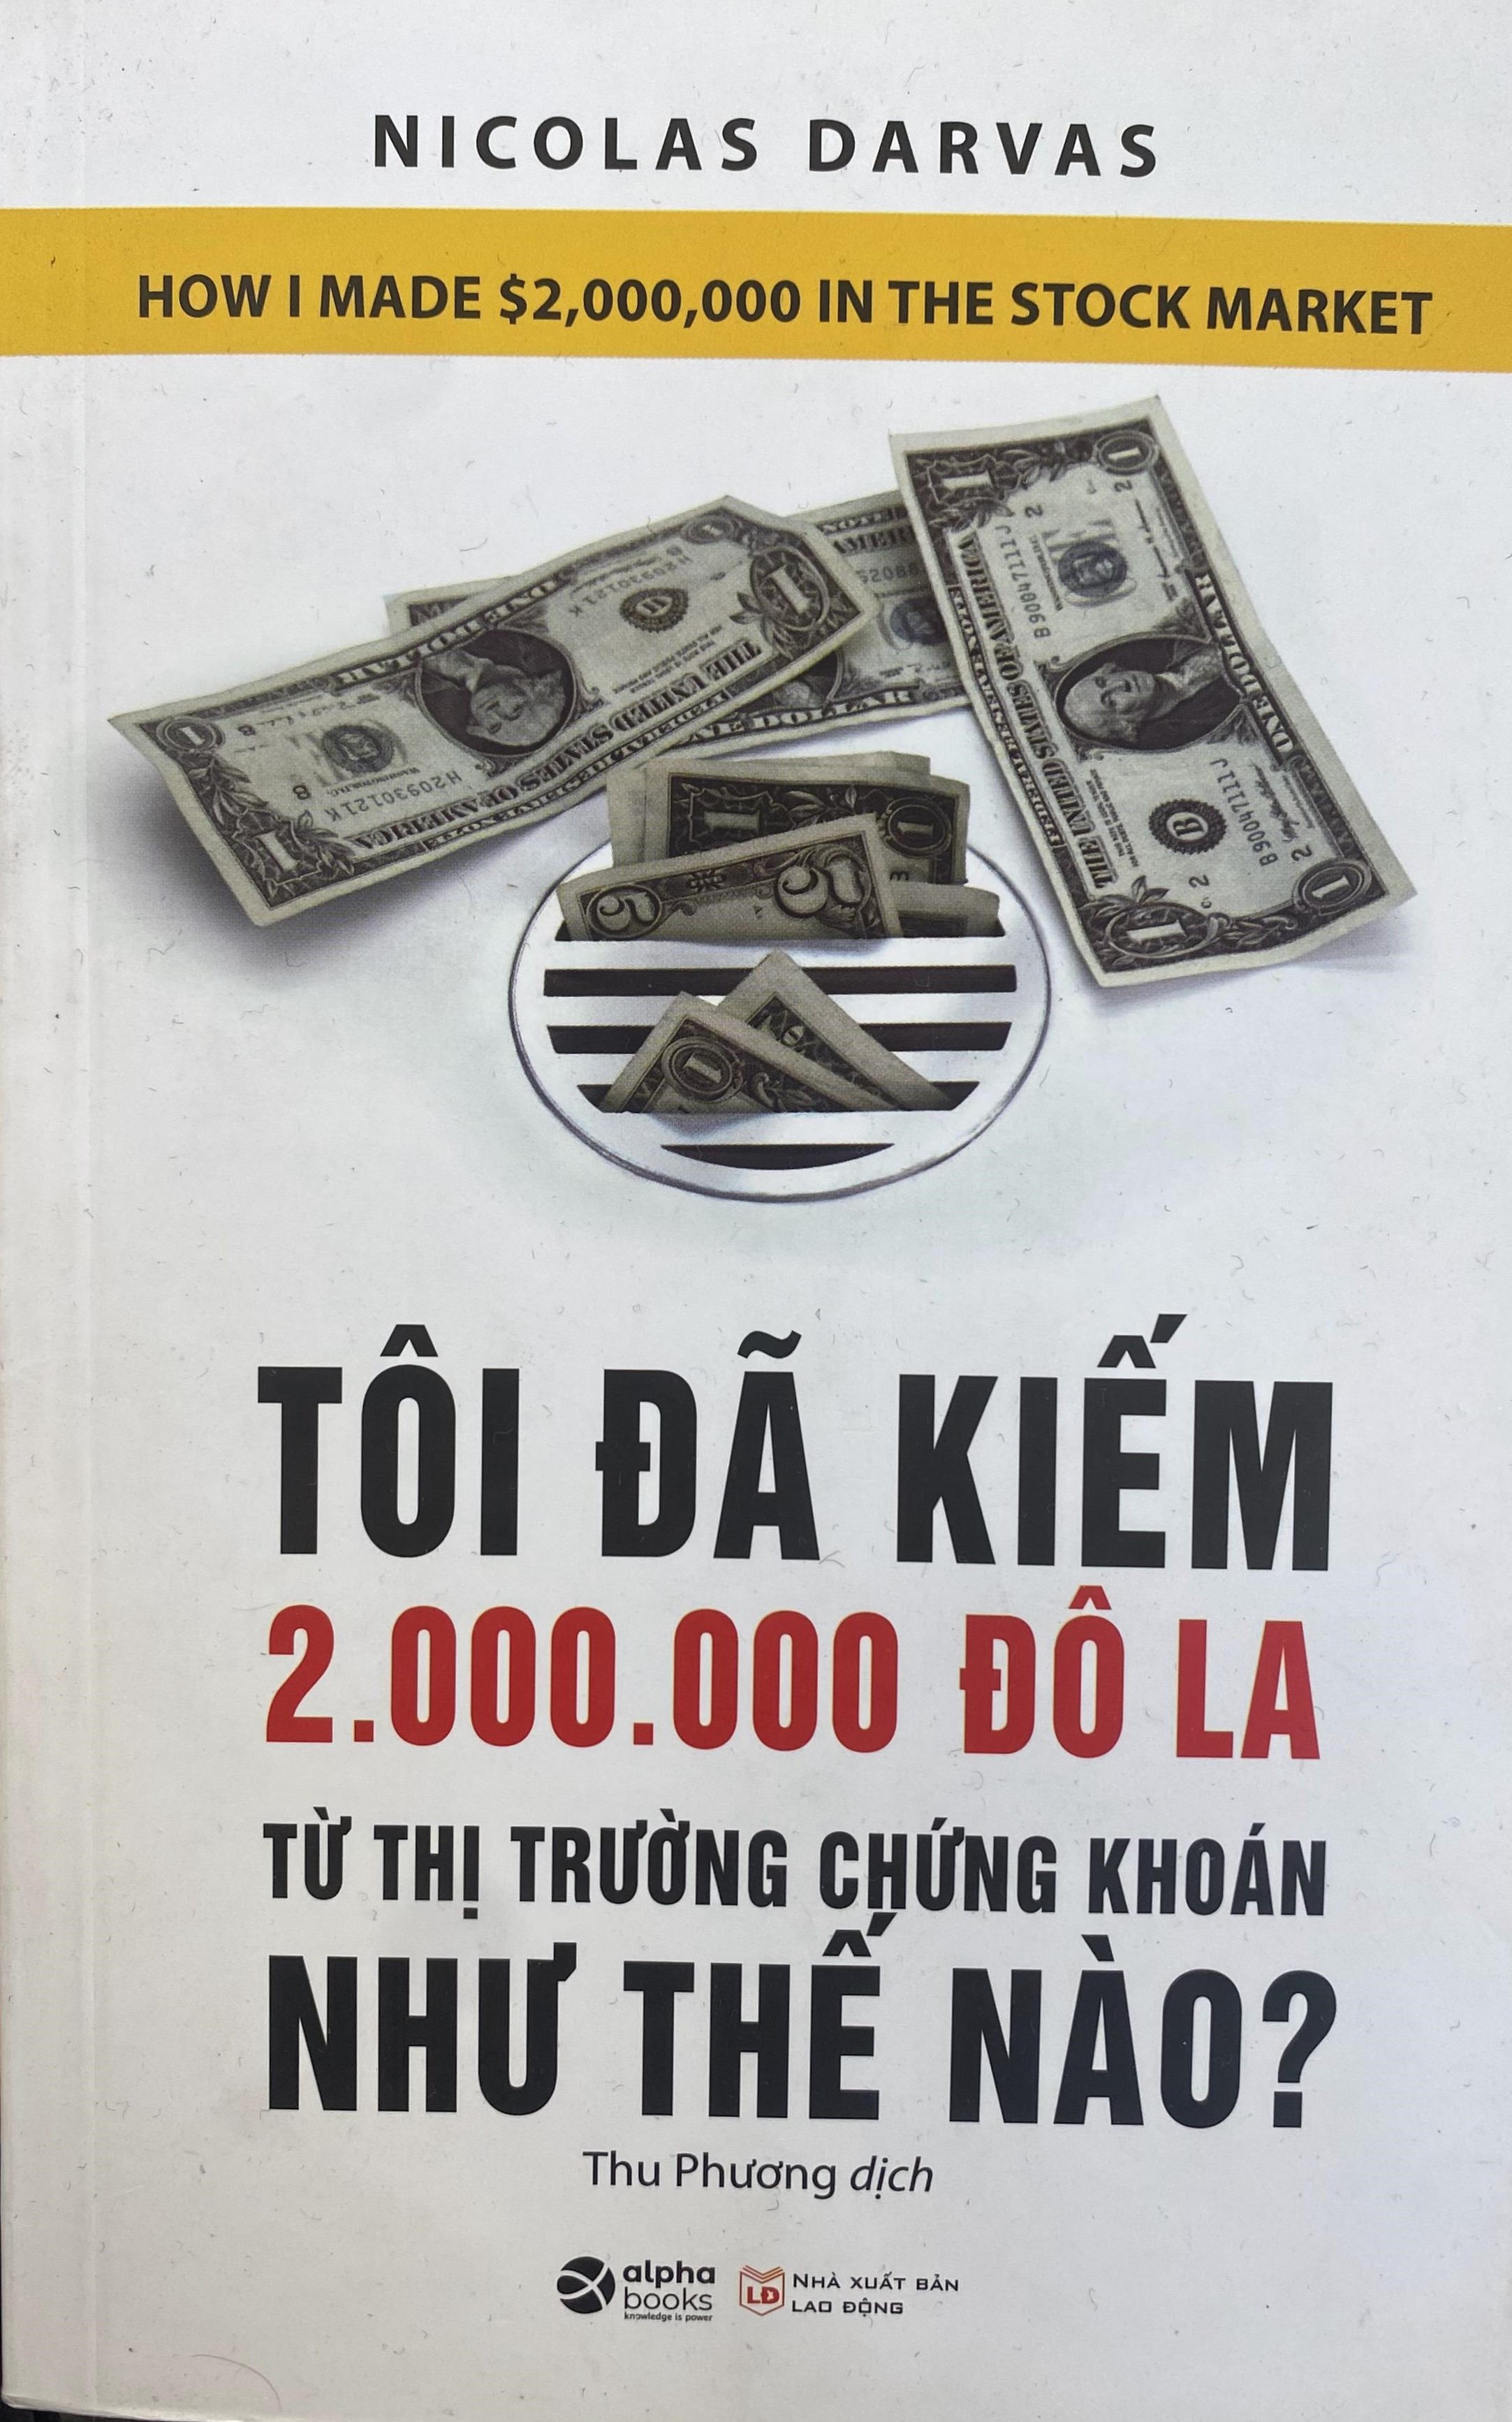 NICOLAS DARVAS
HOW I MADE $2,000,000 IN THE STOCK MARKET
TÔI ĐÃ KIẾM
2.000.000 ĐÔ LA
TỪ THỊ TRƯỜNG CHỨNG KHOÁN
NHƯ THẾ NÀO?
Thu Phương dịch
alpha
books
knowledge is power
LĐ
NHÀ XUẤT BẢN
LAO ĐỘNG